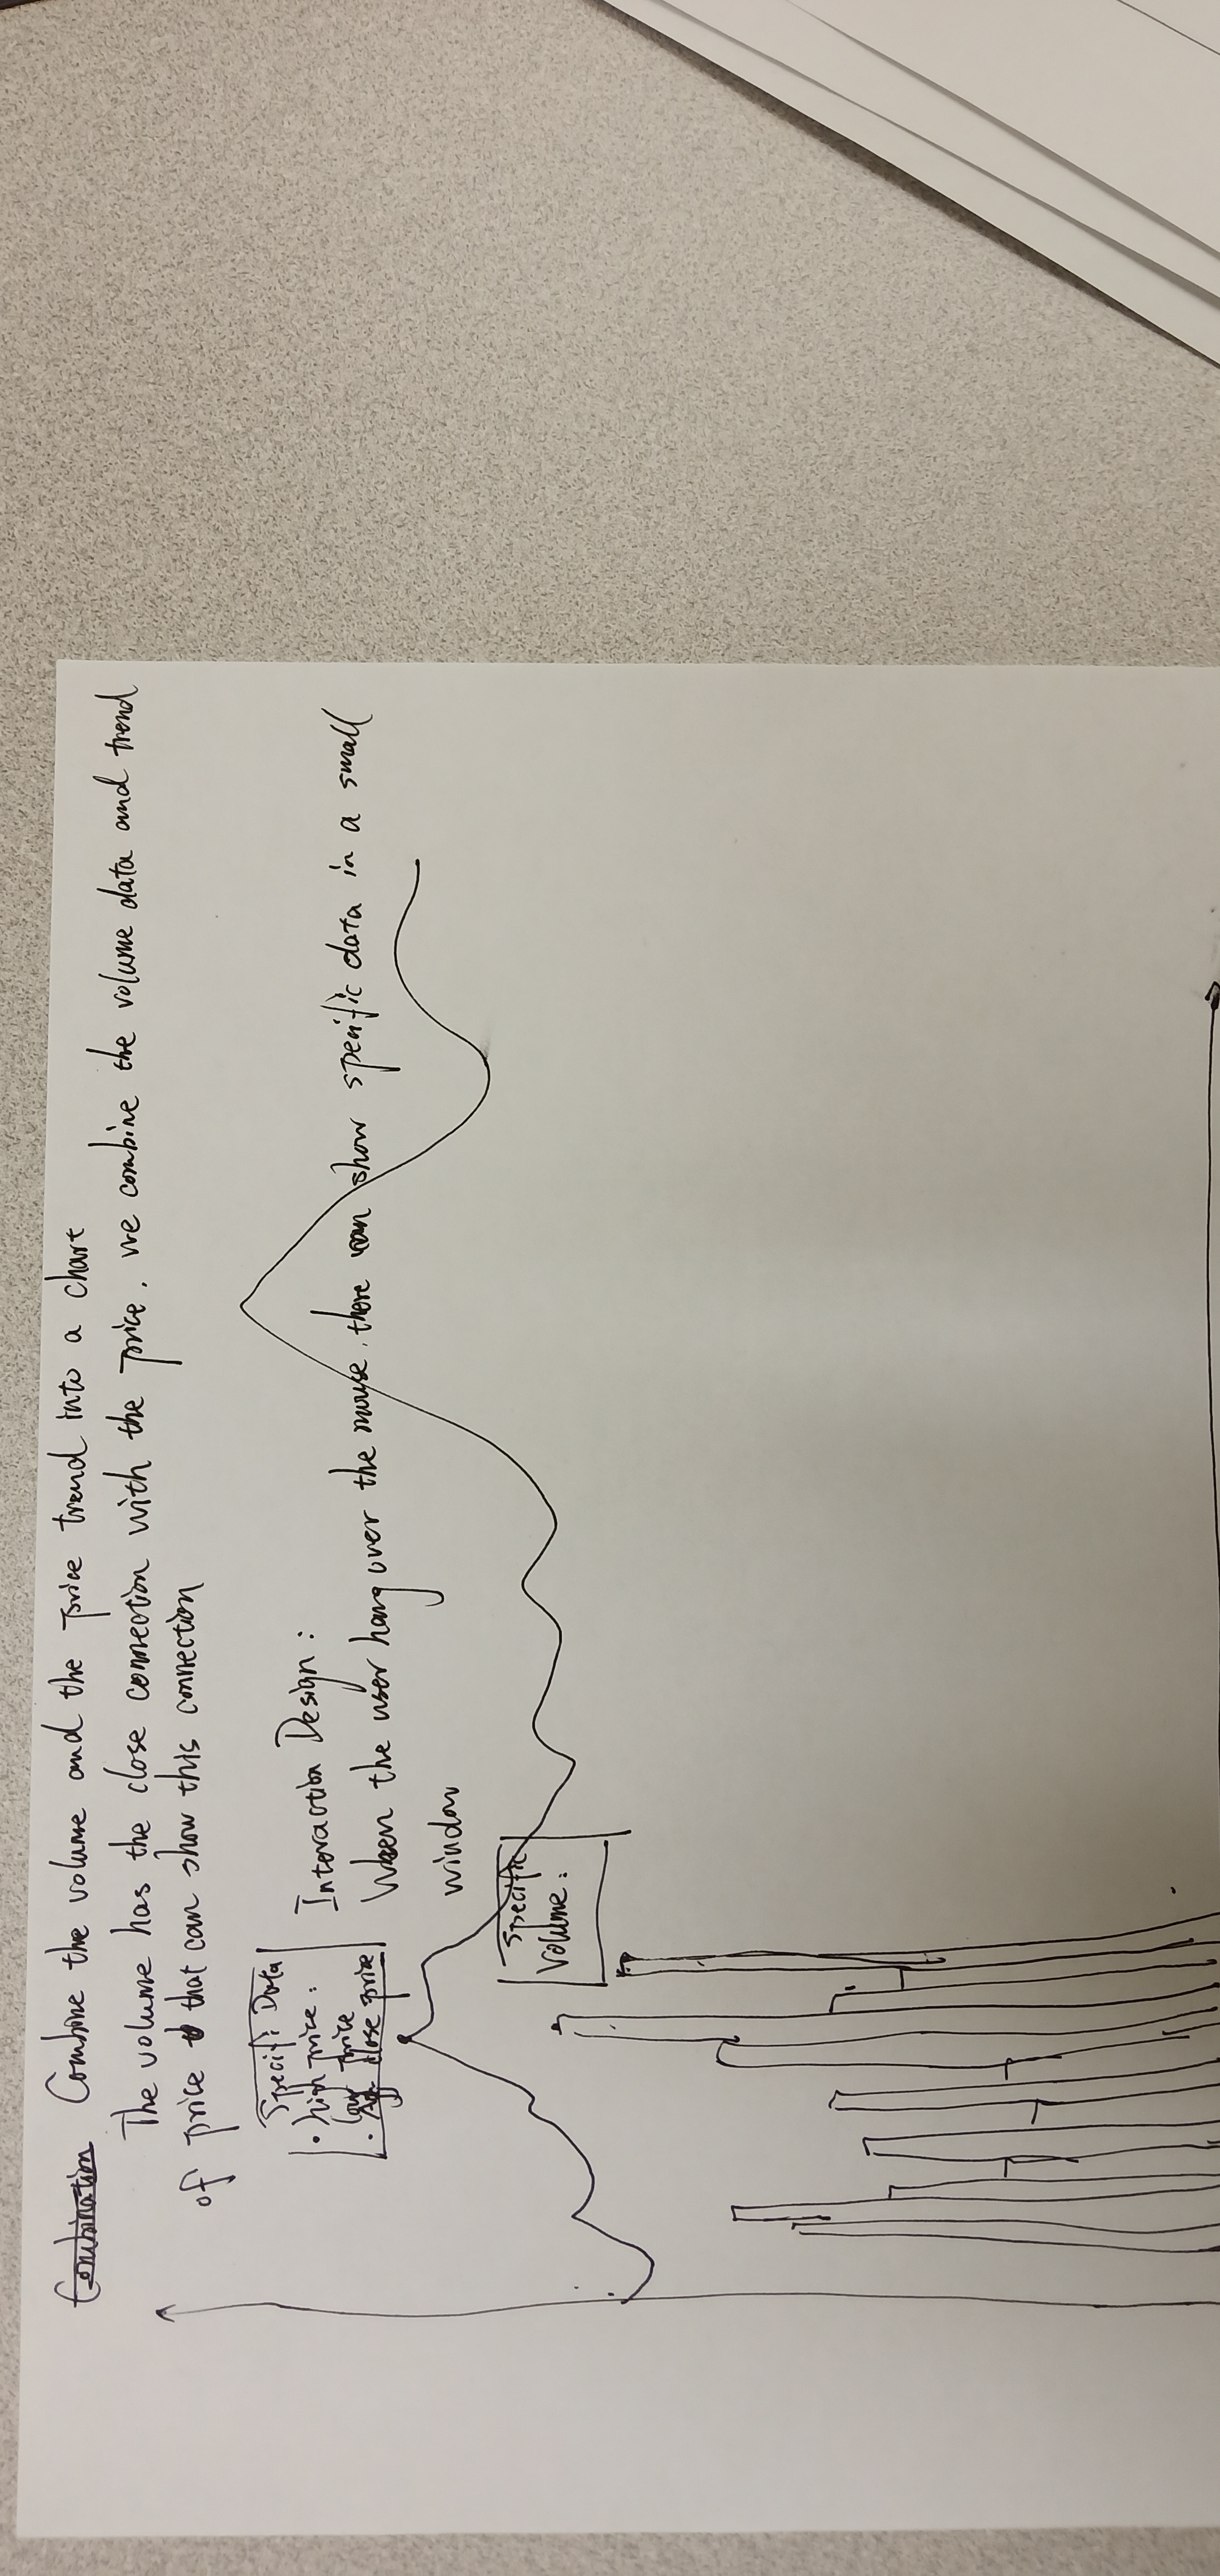 Combination Combine the volume and the price trend into a chart
The volume has the close connection with the price, we combine the volume data and trend
of price that can show this connection
Specific Data
• high price:
low price
• close price
Interaction Design:
When the user hang over the mouse, there can show specific data in a small
window
Specific
volume: